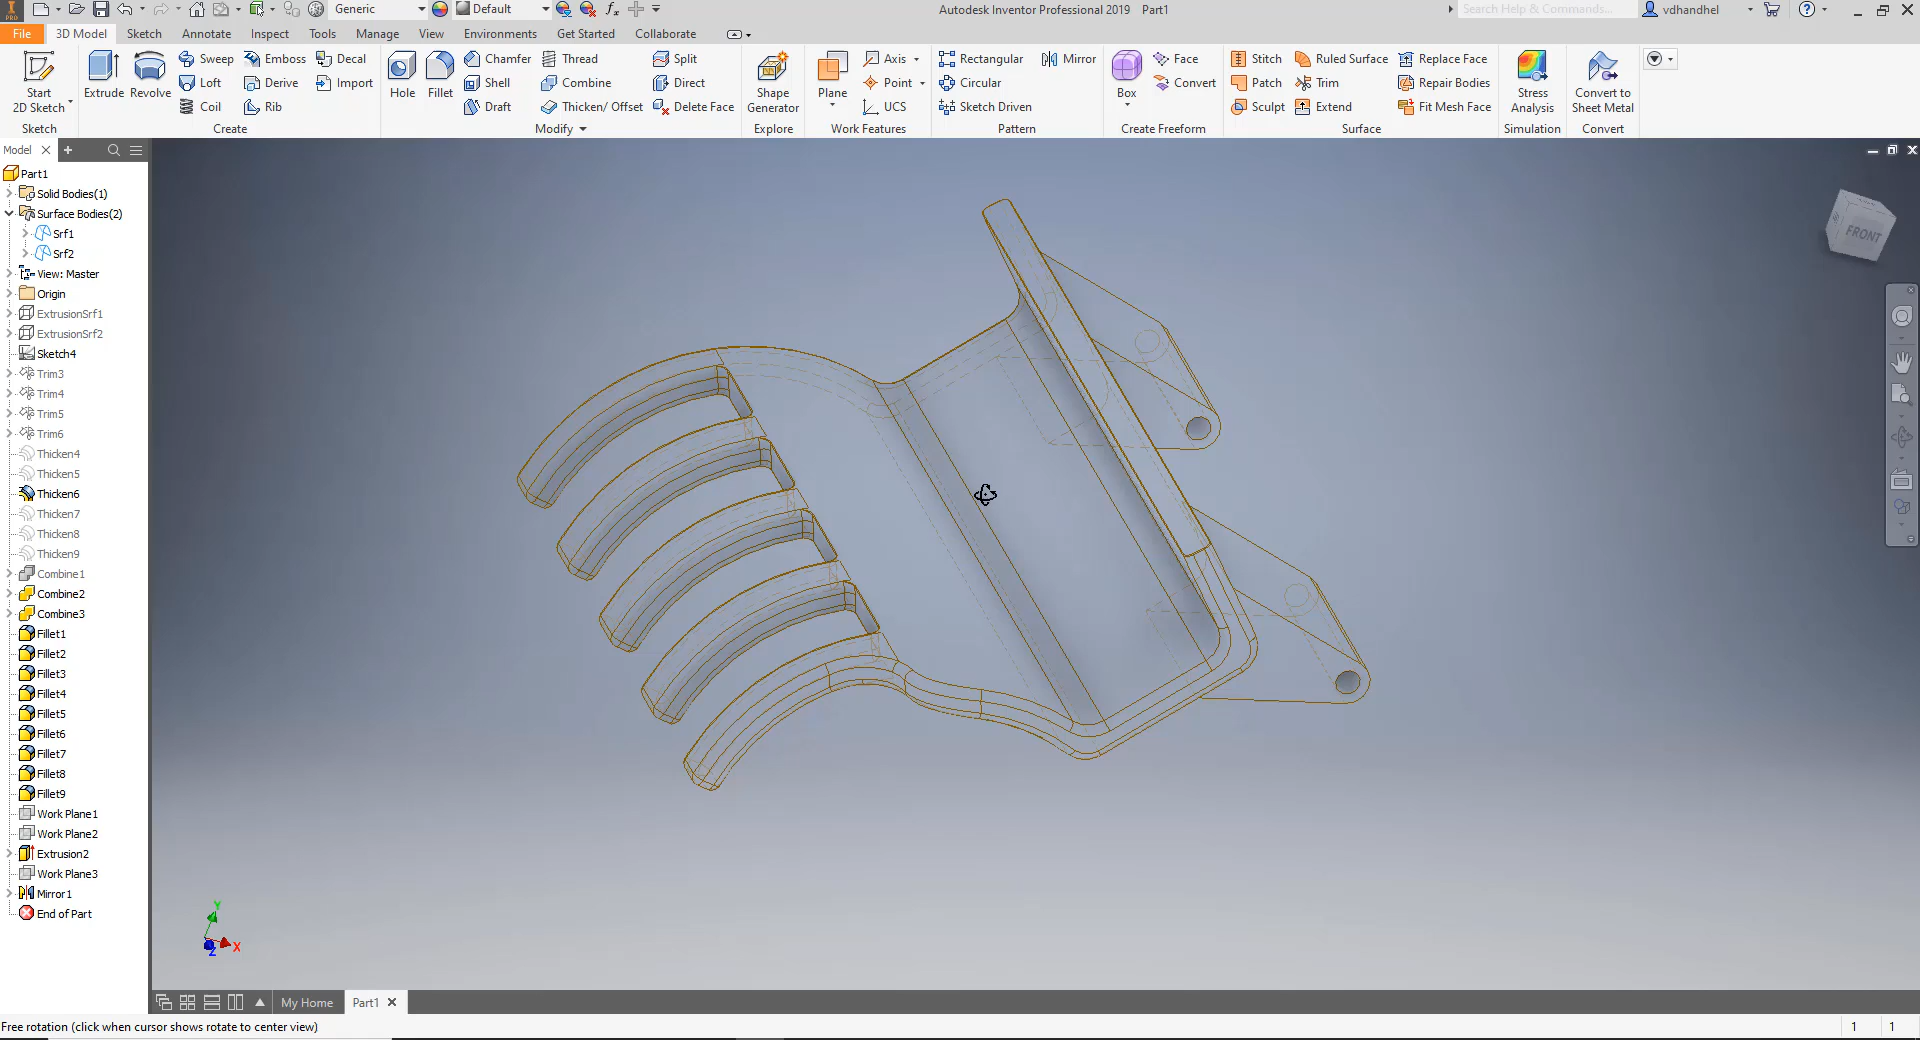 Generic
Default
Autodesk Inventor Professional 2019   Part1
Search Help & Commands...
vdhandhel
File
3D Model
Sketch
Annotate
Inspect
Tools
Manage
View
Environments
Get Started
Collaborate
Start
2D Sketch
Sketch
Extrude
Revolve
Sweep
Emboss
Decal
Loft
Derive
Import
Coil
Rib
Create
Hole
Fillet
Chamfer
Thread
Split
Shell
Combine
Direct
Draft
Thicken/ Offset
Delete Face
Modify
Shape
Generator
Explore
Plane
Axis
Point
UCS
Work Features
Rectangular
Mirror
Circular
Sketch Driven
Pattern
Box
Face
Convert
Create Freeform
Stitch
Ruled Surface
Replace Face
Patch
Trim
Repair Bodies
Sculpt
Extend
Fit Mesh Face
Surface
Stress
Analysis
Simulation
Convert to
Sheet Metal
Convert
Model
Part1
Solid Bodies(1)
Surface Bodies(2)
Srf1
Srf2
View: Master
Origin
ExtrusionSrf1
ExtrusionSrf2
Sketch4
Trim3
Trim4
Trim5
Trim6
Thicken4
Thicken5
Thicken6
Thicken7
Thicken8
Thicken9
Combine1
Combine2
Combine3
Fillet1
Fillet2
Fillet3
Fillet4
Fillet5
Fillet6
Fillet7
Fillet8
Fillet9
Work Plane1
Work Plane2
Extrusion2
Work Plane3
Mirror1
End of Part
FRONT
Y
X
Z
My Home
Part1
Free rotation (click when cursor shows rotate to center view)
1
1